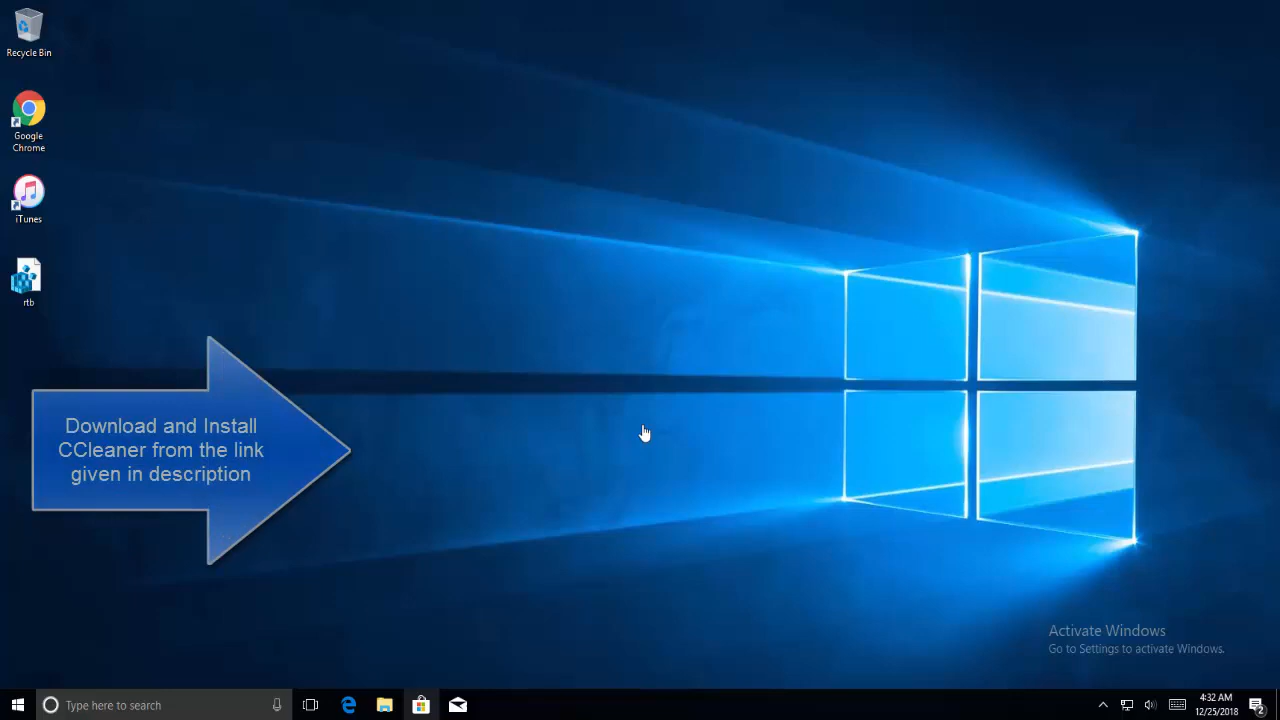 Recycle Bin
Google
Chrome
iTunes
rtb
Download and Install
CCleaner from the link
given in description
Activate Windows
Go to Settings to activate Windows.
Type here to search
4:32 AM
12/25/2018
2